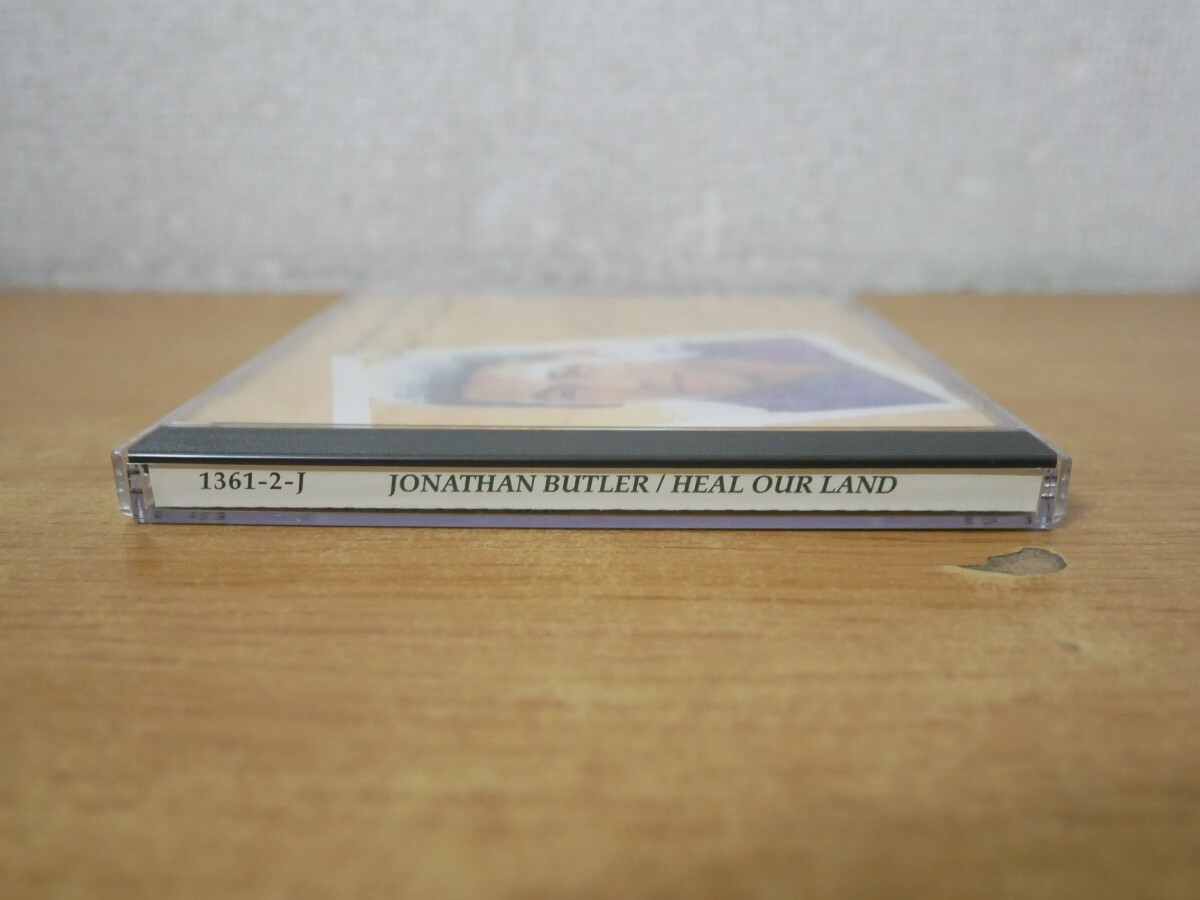 1361-2-J JONATHAN BUTLER / HEAL OUR LAND